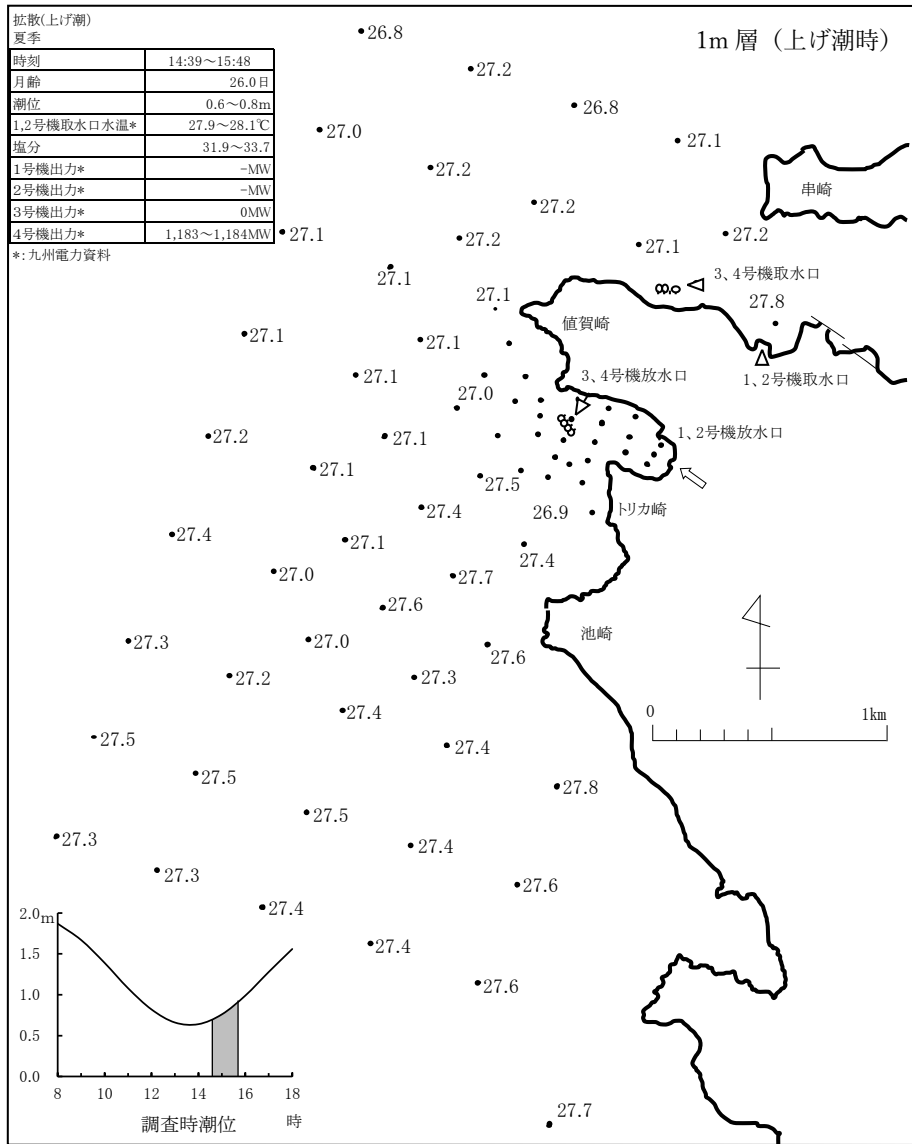 拡散(上げ潮)
夏季
時刻 14:39～15:48
月齢 26.0日
潮位 0.6～0.8m
1,2号機取水口水温* 27.9～28.1℃
塩分 31.9～33.7
1号機出力* -MW
2号機出力* -MW
3号機出力* 0MW
4号機出力* 1,183～1,184MW
*:九州電力資料
1m 層（上げ潮時）
26.8
27.2
26.8
27.0
27.1
27.2
串崎
27.2
27.1
27.2
27.1
27.2
27.1
3、4号機取水口
27.1
27.8
値賀崎
27.1
27.1
1、2号機取水口
27.1
3、4号機放水口
27.0
27.2
27.1
1、2号機放水口
27.1
27.5
27.4
26.9
トリカ崎
27.4
27.1
27.4
27.0
27.7
27.6
27.3
27.0
池崎
27.6
27.2
27.3
0 1km
27.4
27.5
27.4
27.5
27.8
27.5
27.3
27.4
27.3
27.6
27.4
27.4
27.6
27.7
2.0m
1.5
1.0
0.5
0.0
8 10 12 14 16 18
調査時潮位 時